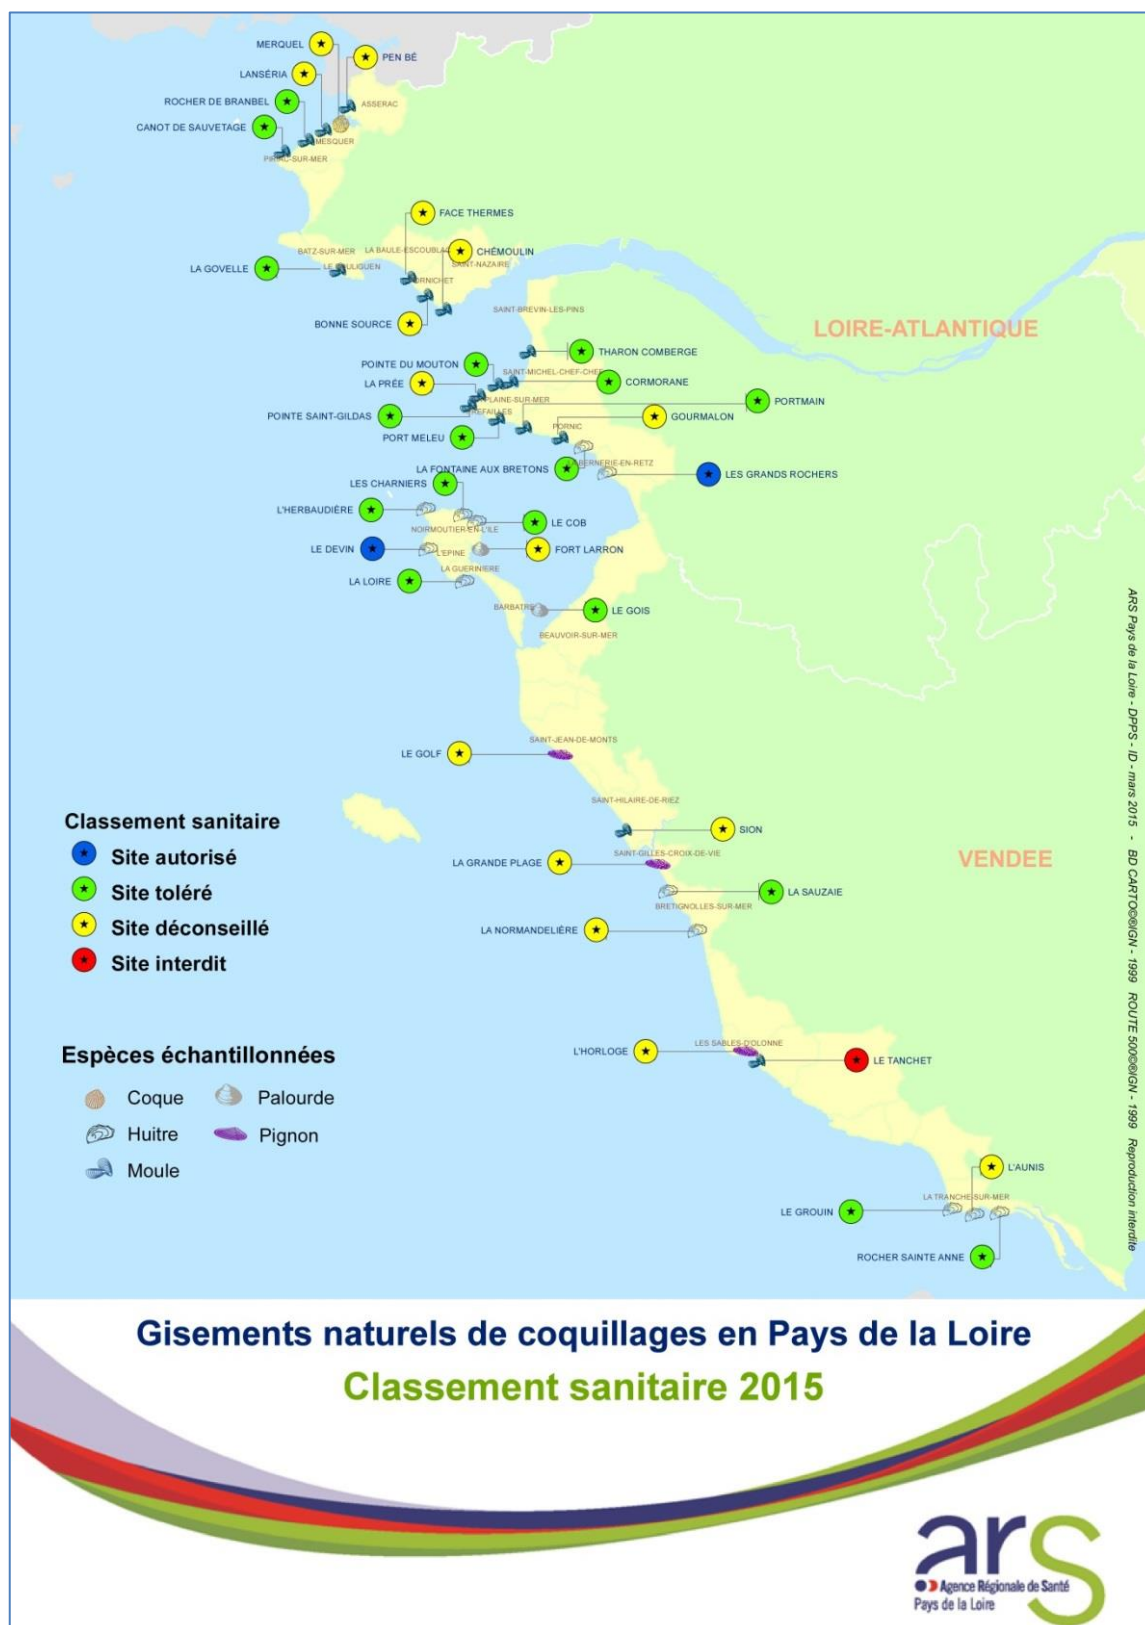 MERQUEL
PEN BÉ
LANSÉRIA
ROCHER DE BRANBEL
ASSERAC
CANOT DE SAUVETAGE
MESQUER
PIRIAC-SUR-MER
FACE THERMES
BATZ-SUR-MER
LA BAULE-ESCOUBLAC
CHÉMOULIN
LA GOVELLE
LE POULIGUEN
SAINT-NAZAIRE
PORNICHET
BONNE SOURCE
SAINT-BREVIN-LES-PINS
LOIRE-ATLANTIQUE
THARON COMBERGE
POINTE DU MOUTON
SAINT-MICHEL-CHEF-CHEF
LA PRÉE
CORMORANE
PLAINE-SUR-MER
PORTMAIN
POINTE SAINT-GILDAS
PREFAILLES
GOURMALON
PORT MELEU
PORNIC
LA FONTAINE AUX BRETONS
LA BERNERIE-EN-RETZ
LES GRANDS ROCHERS
LES CHARNIERS
L'HERBAUDIÈRE
LE COB
NOIRMOUTIER-EN-L'ILE
LE DEVIN
L'EPINE
FORT LARRON
LA GUERINIERE
LA LOIRE
BARBATRE
LE GOIS
BEAUVOIR-SUR-MER
SAINT-JEAN-DE-MONTS
LE GOLF
SAINT-HILAIRE-DE-RIEZ
SION
SAINT-GILLES-CROIX-DE-VIE
LA GRANDE PLAGE
VENDEE
LA SAUZAIE
BRETIGNOLLES-SUR-MER
LA NORMANDELIÈRE
LES SABLES-D'OLONNE
L'HORLOGE
LE TANCHET
L'AUNIS
LA TRANCHE-SUR-MER
LE GROUIN
ROCHER SAINTE ANNE
Classement sanitaire
Site autorisé
Site toléré
Site déconseillé
Site interdit
Espèces échantillonnées
Coque
Palourde
Huitre
Pignon
Moule
ARS Pays de la Loire - DPPS - ID - mars 2015 - BD CARTO©®IGN - 1999 ROUTE 500©®IGN - 1999 Reproduction interdite
Gisements naturels de coquillages en Pays de la Loire
Classement sanitaire 2015
ars
Agence Régionale de Santé
Pays de la Loire